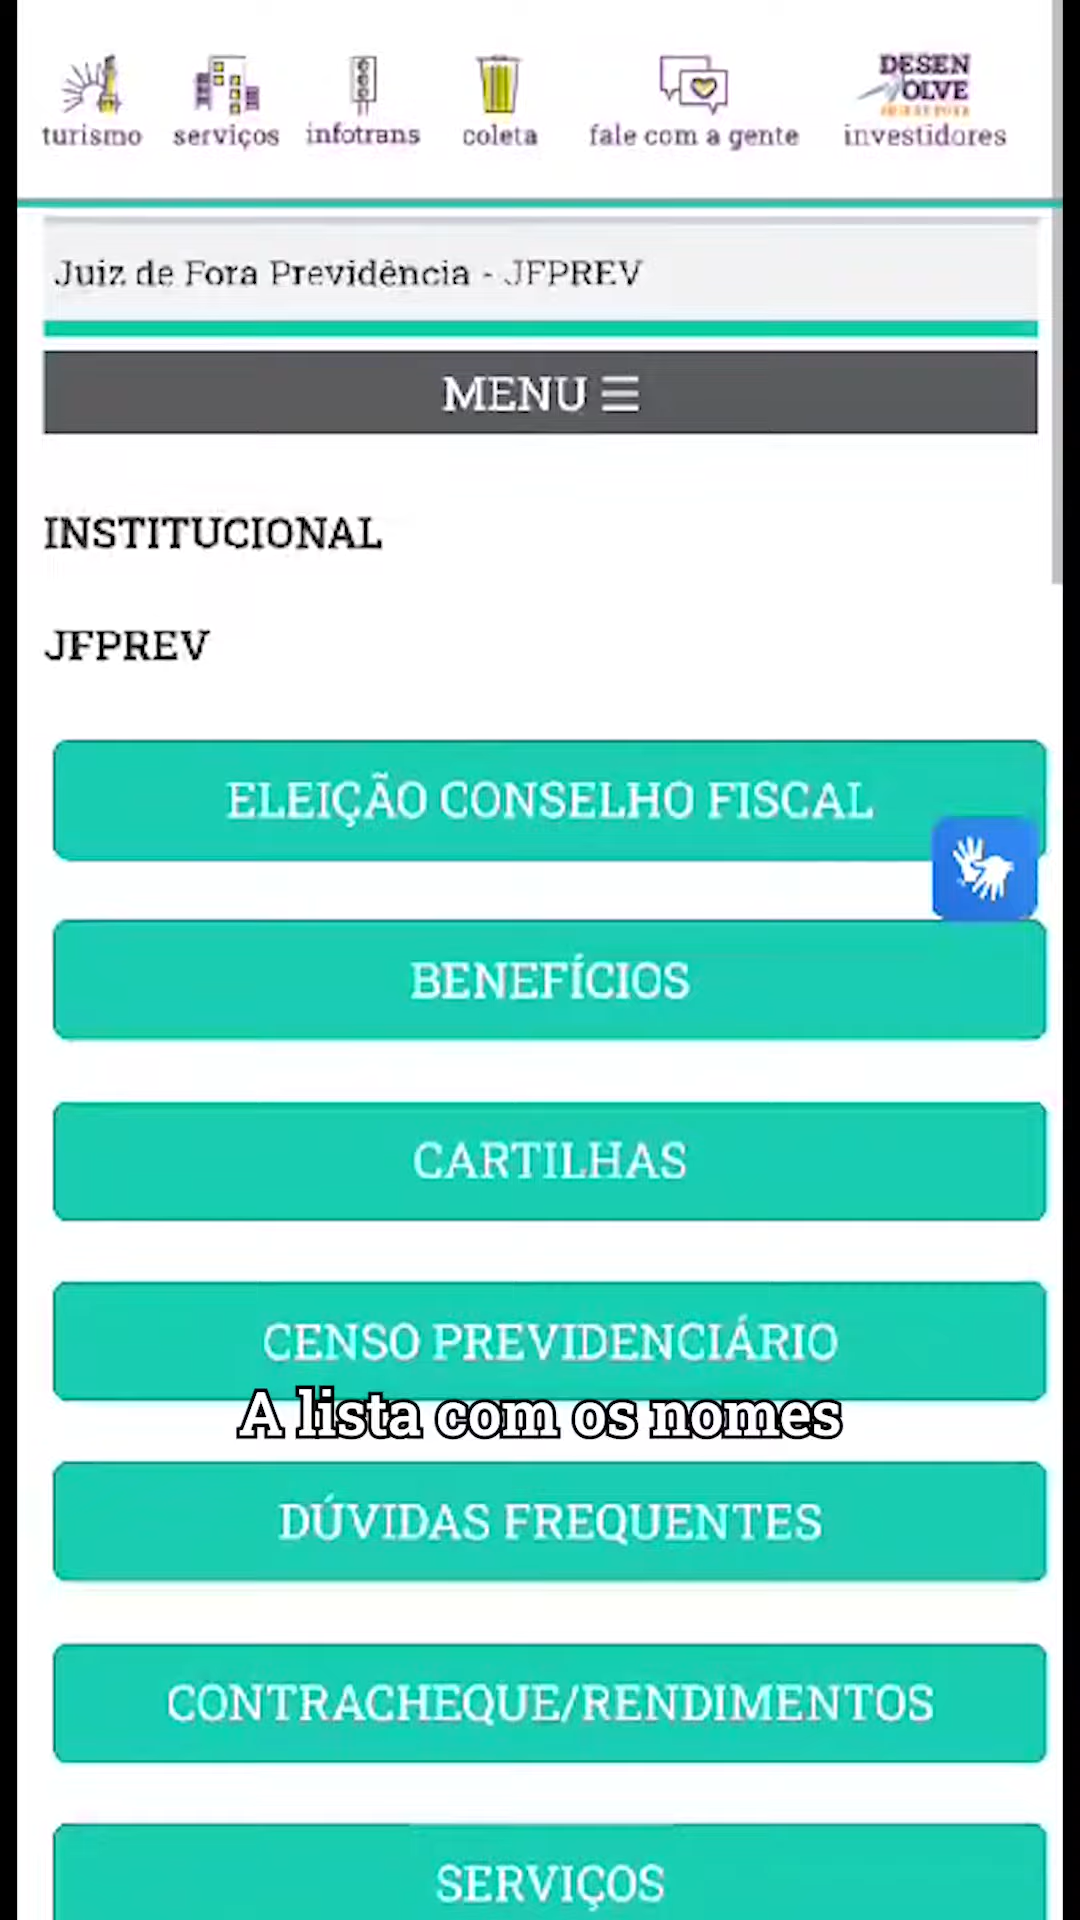 turismo
serviços
infotrans
coleta
fale com a gente
DESEN
VOLVE
investidores
Juiz de Fora Previdência - JFPREV
MENU ☰
INSTITUCIONAL
JFPREV
ELEIÇÃO CONSELHO FISCAL
BENEFÍCIOS
CARTILHAS
CENSO PREVIDENCIÁRIO
A lista com os nomes
DÚVIDAS FREQUENTES
CONTRACHEQUE/RENDIMENTOS
SERVIÇOS